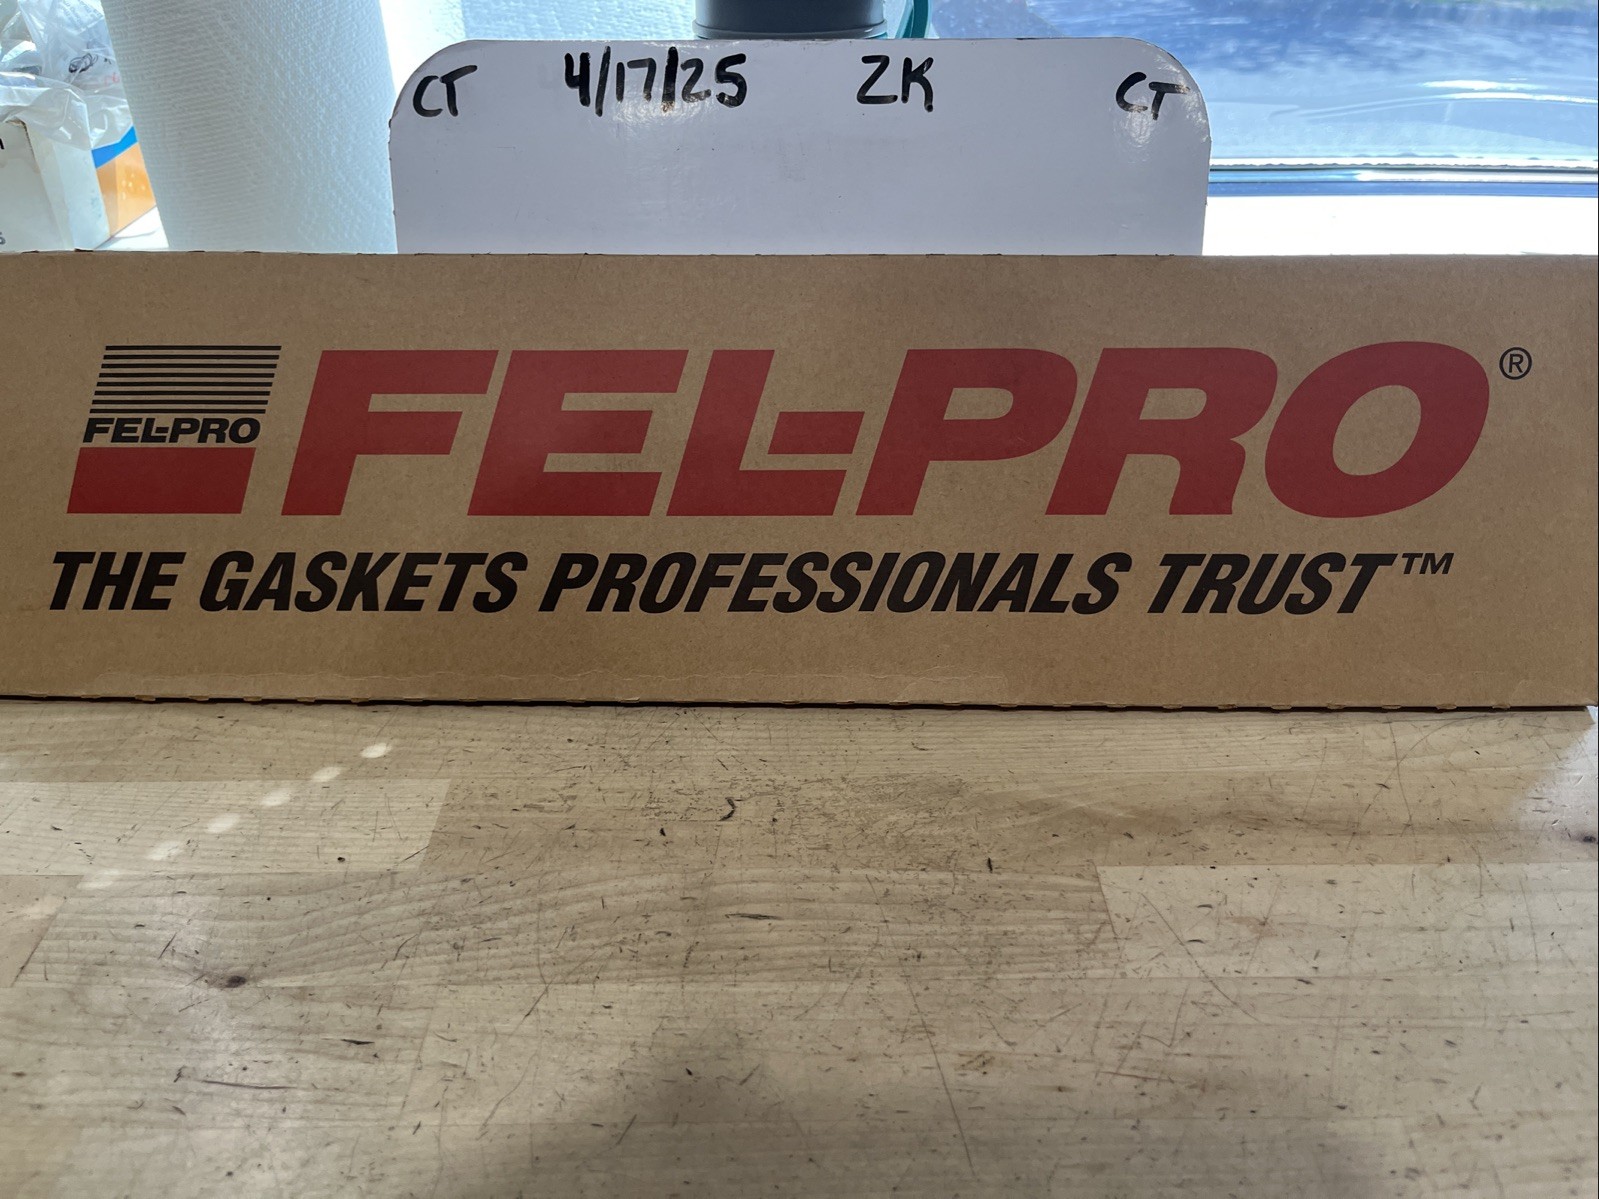 CT 4/17/25 ZK CT
FEL-PRO
FEL-PRO®
THE GASKETS PROFESSIONALS TRUST™